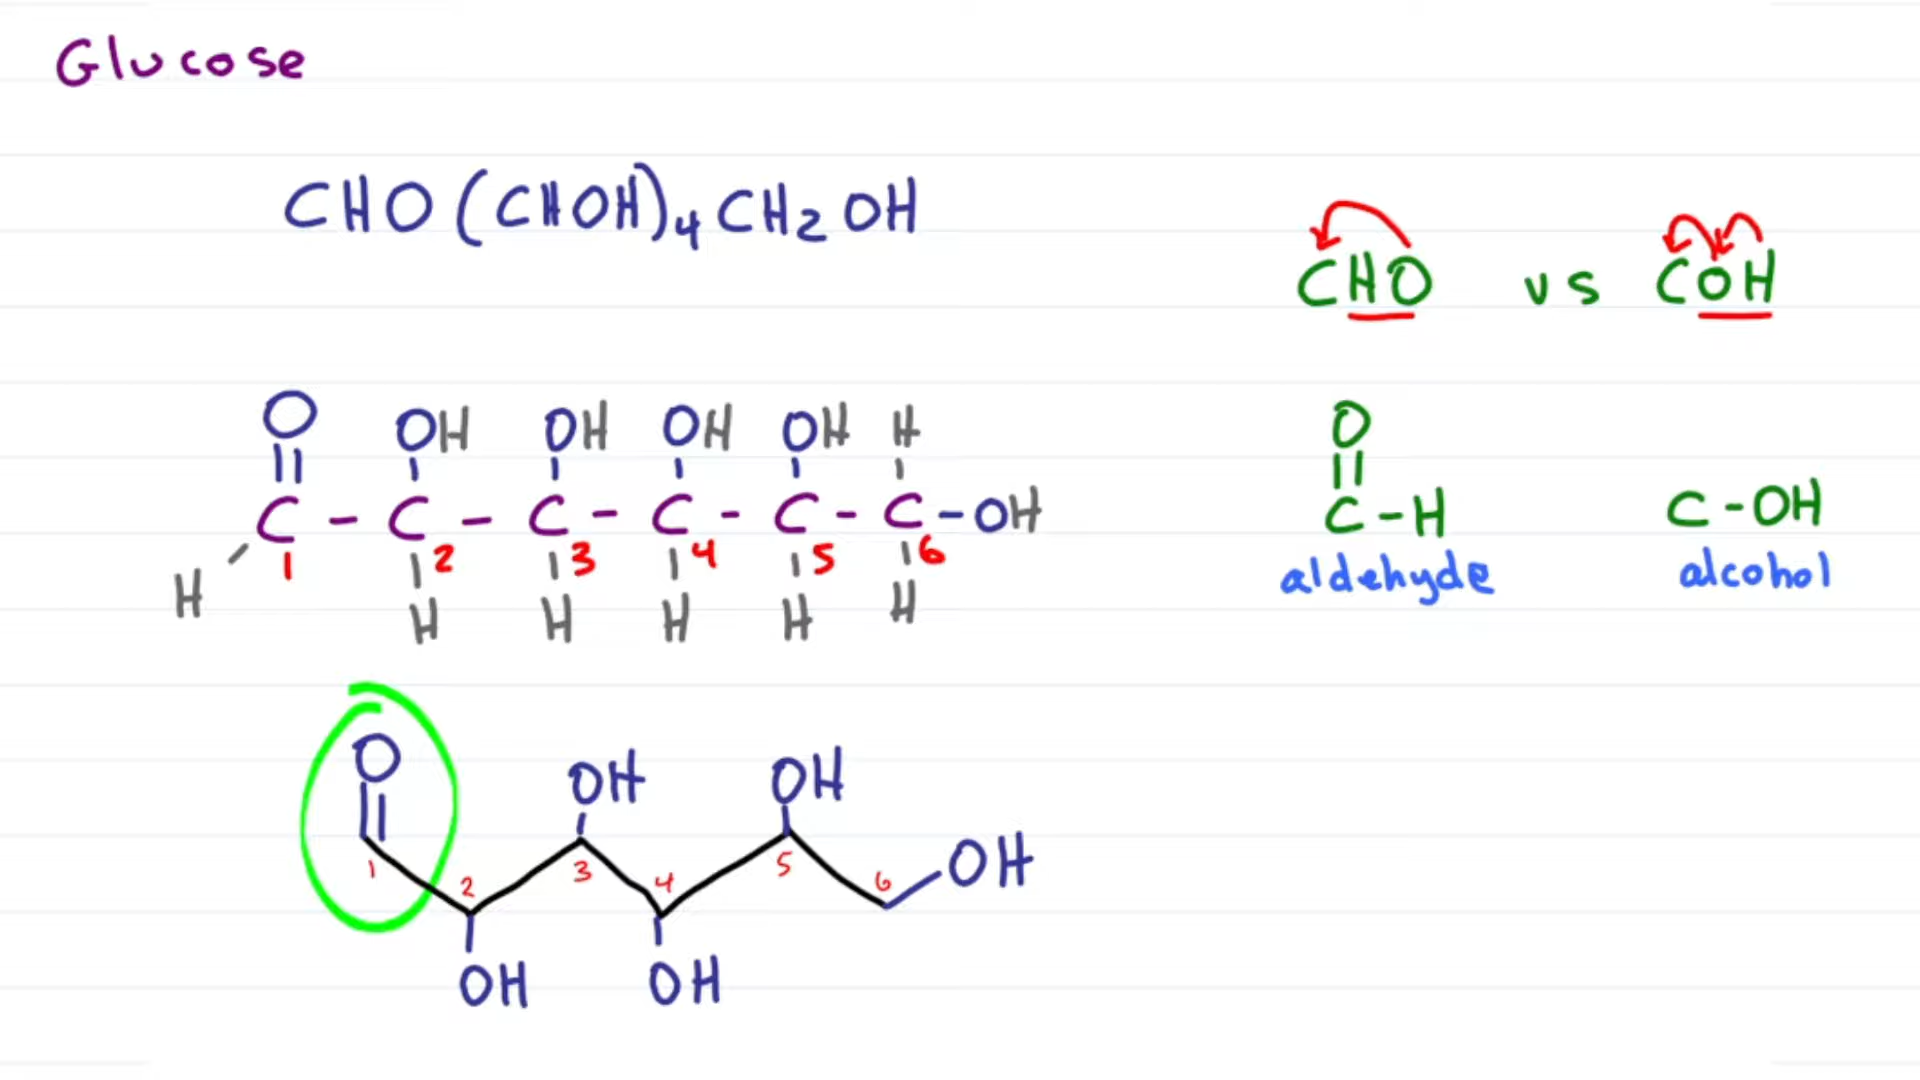 Glucose
CHO(CHOH)₄CH₂OH
CHO vs COH
O OH OH OH OH H
C - C - C - C - C - C - OH
1 2 3 4 5 6
H H H H H H
O
C - H C - OH
aldehyde alcohol
O OH OH
1 2 3 4 5 6 OH
OH OH